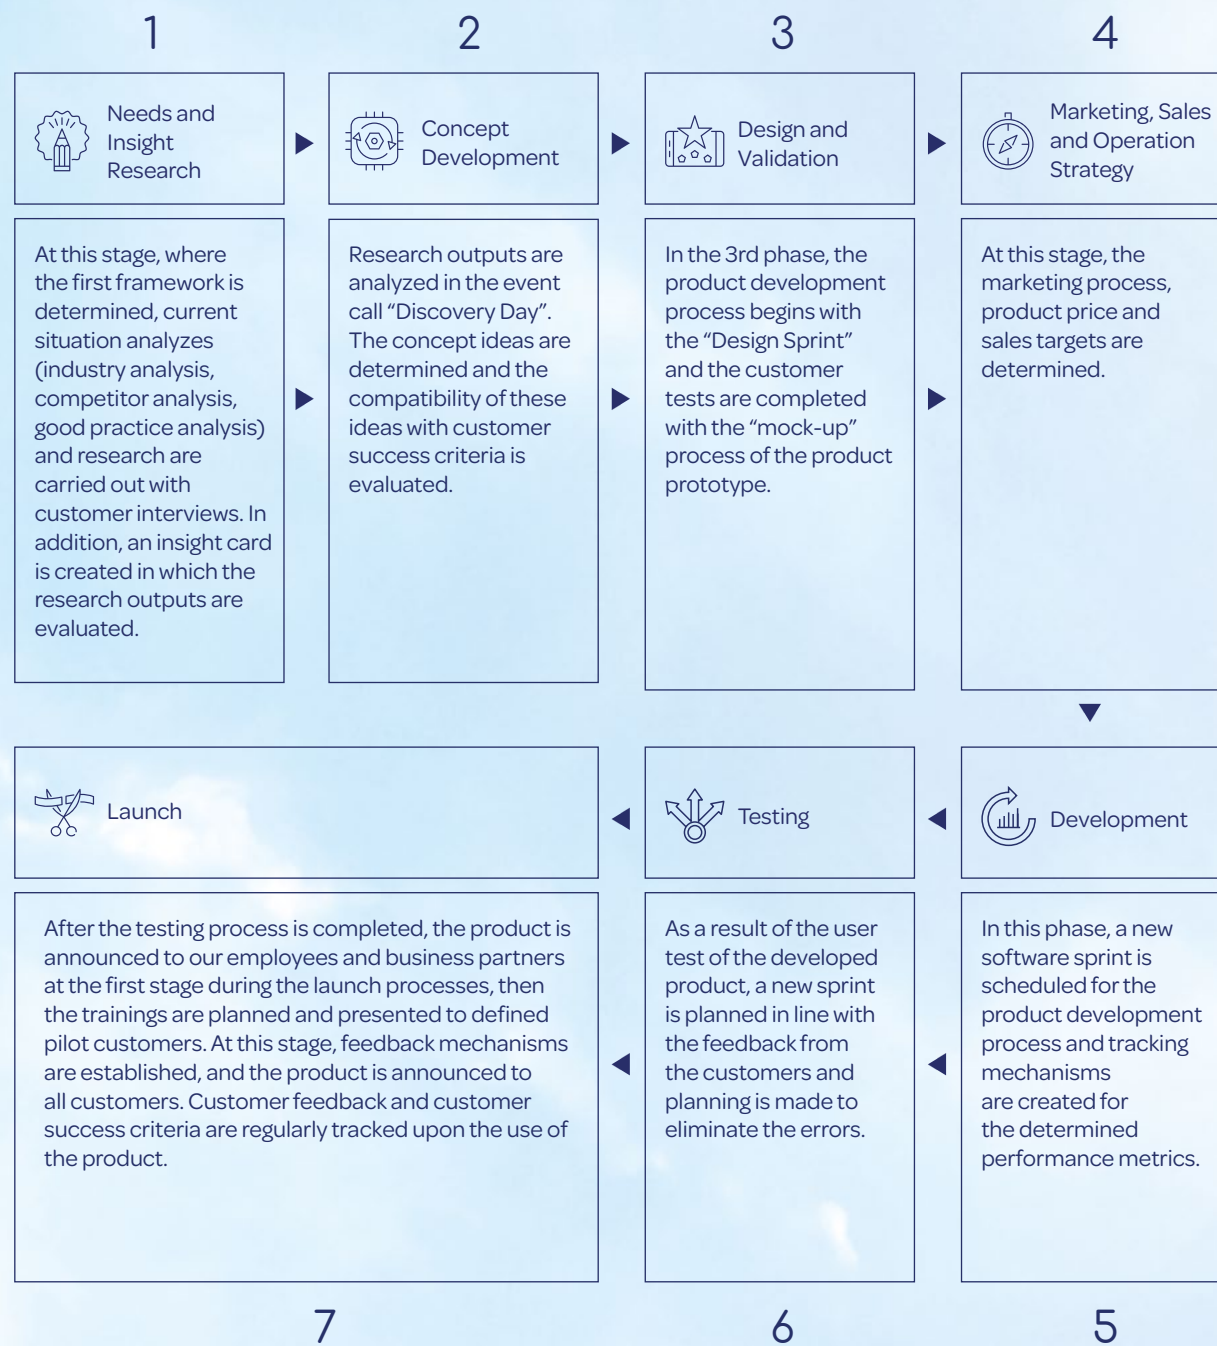 1
Needs and
Insight
Research
At this stage, where
the first framework is
determined, current
situation analyzes
(industry analysis,
competitor analysis,
good practice analysis)
and research are
carried out with
customer interviews. In
addition, an insight card
is created in which the
research outputs are
evaluated.
2
Concept
Development
Research outputs are
analyzed in the event
call “Discovery Day”.
The concept ideas are
determined and the
compatibility of these
ideas with customer
success criteria is
evaluated.
3
Design and
Validation
In the 3rd phase, the
product development
process begins with
the “Design Sprint”
and the customer
tests are completed
with the “mock-up”
process of the product
prototype.
4
Marketing, Sales
and Operation
Strategy
At this stage, the
marketing process,
product price and
sales targets are
determined.
Development
In this phase, a new
software sprint is
scheduled for the
product development
process and tracking
mechanisms
are created for
the determined
performance metrics.
5
Testing
As a result of the user
test of the developed
product, a new sprint
is planned in line with
the feedback from
the customers and
planning is made to
eliminate the errors.
6
Launch
After the testing process is completed, the product is
announced to our employees and business partners
at the first stage during the launch processes, then
the trainings are planned and presented to defined
pilot customers. At this stage, feedback mechanisms
are established, and the product is announced to
all customers. Customer feedback and customer
success criteria are regularly tracked upon the use of
the product.
7